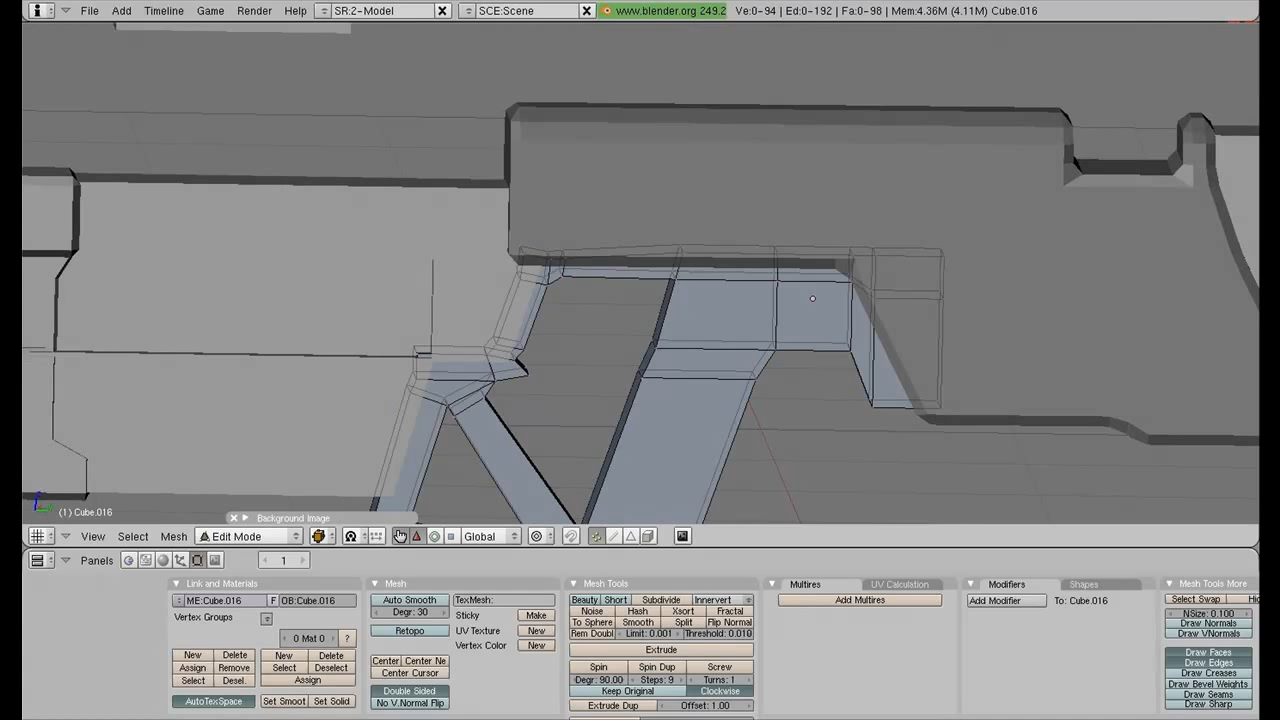 File Add Timeline Game Render Help SR:2-Model SCE:Scene www.blender.org 249.2 Ve:0-94 | Ed:0-192 | Fa:0-98 | Mem:4.36M (4.11M) Cube.016
(1) Cube.016
Background Image
View Select Mesh Edit Mode Global
Panels 1
Link and Materials Mesh Mesh Tools Multires UV Calculation Modifiers Shapes Mesh Tools More
ME:Cube.016 F OB:Cube.016 Auto Smooth TexMesh: Beauty Short Subdivide Innervert Add Multires Add Modifier To: Cube.016 Select Swap
Vertex Groups Degr: 30 Sticky Make Noise Hash Xsort Fractal NSize: 0.100
To Sphere Smooth Split Flip Normal Draw Normals
0 Mat 0 ? Retopo UV Texture New Rem Doubl Limit: 0.001 Threshold: 0.010 Draw VNormals
Vertex Color New Extrude Draw Faces
New Delete New Delete Center Center Ne Spin Spin Dup Screw Draw Edges
Assign Remove Select Deselect Center Cursor Degr: 90.00 Steps: 9 Turns: 1 Draw Creases
Select Desel. Assign Double Sided Keep Original Clockwise Draw Bevel Weights
AutoTexSpace Set Smoot Set Solid No V.Normal Flip Extrude Dup Offset: 1.00 Draw Seams
Draw Sharp